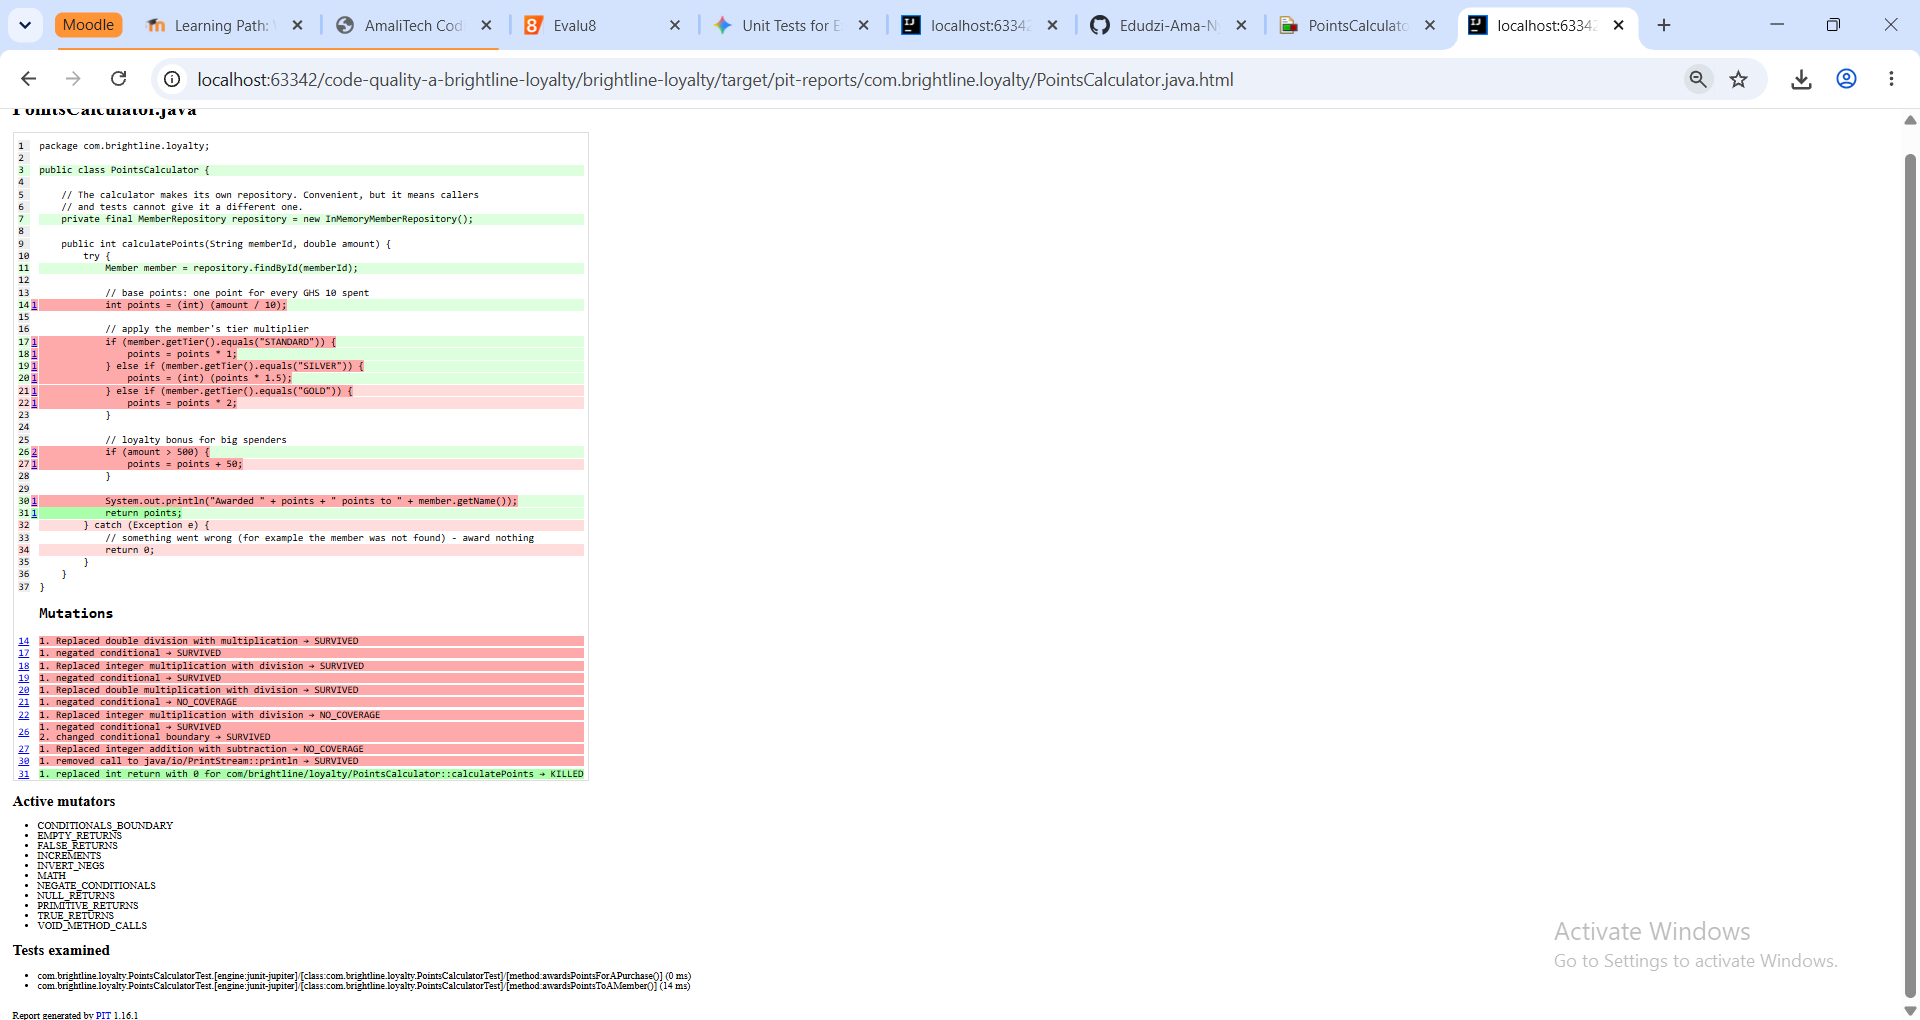 Moodle
Learning Path:
AmaliTech Cod
Evalu8
Unit Tests for E
localhost:63342
Edudzi-Ama-N
PointsCalculato
localhost:63342
localhost:63342/code-quality-a-brightline-loyalty/brightline-loyalty/target/pit-reports/com.brightline.loyalty/PointsCalculator.java.html
PointsCalculator.java
1 package com.brightline.loyalty;
2
3 public class PointsCalculator {
4
5 // The calculator makes its own repository. Convenient, but it means callers
6 // and tests cannot give it a different one.
7 private final MemberRepository repository = new InMemoryMemberRepository();
8
9 public int calculatePoints(String memberId, double amount) {
10 try {
11 Member member = repository.findById(memberId);
12
13 // base points: one point for every GHS 10 spent
14 1 int points = (int) (amount / 10);
15
16 // apply the member's tier multiplier
17 1 if (member.getTier().equals("STANDARD")) {
18 1 points = points * 1;
19 1 } else if (member.getTier().equals("SILVER")) {
20 1 points = (int) (points * 1.5);
21 1 } else if (member.getTier().equals("GOLD")) {
22 1 points = points * 2;
23 }
24
25 // loyalty bonus for big spenders
26 2 if (amount > 500) {
27 1 points = points + 50;
28 }
29
30 1 System.out.println("Awarded " + points + " points to " + member.getName());
31 1 return points;
32 } catch (Exception e) {
33 // something went wrong (for example the member was not found) - award nothing
34 return 0;
35 }
36 }
37 }
Mutations
14 1. Replaced double division with multiplication → SURVIVED
17 1. negated conditional → SURVIVED
18 1. Replaced integer multiplication with division → SURVIVED
19 1. negated conditional → SURVIVED
20 1. Replaced double multiplication with division → SURVIVED
21 1. negated conditional → NO_COVERAGE
22 1. Replaced integer multiplication with division → NO_COVERAGE
26 1. negated conditional → SURVIVED
2. changed conditional boundary → SURVIVED
27 1. Replaced integer addition with subtraction → NO_COVERAGE
30 1. removed call to java/io/PrintStream::println → SURVIVED
31 1. replaced int return with 0 for com/brightline/loyalty/PointsCalculator::calculatePoints → KILLED
Active mutators
• CONDITIONALS_BOUNDARY
• EMPTY_RETURNS
• FALSE_RETURNS
• INCREMENTS
• INVERT_NEGS
• MATH
• NEGATE_CONDITIONALS
• NULL_RETURNS
• PRIMITIVE_RETURNS
• TRUE_RETURNS
• VOID_METHOD_CALLS
Tests examined
• com.brightline.loyalty.PointsCalculatorTest.[engine:junit-jupiter]/[class:com.brightline.loyalty.PointsCalculatorTest]/[method:awardsPointsForAPurchase()] (0 ms)
• com.brightline.loyalty.PointsCalculatorTest.[engine:junit-jupiter]/[class:com.brightline.loyalty.PointsCalculatorTest]/[method:awardsPointsToAMember()] (14 ms)
Report generated by PIT 1.16.1
Activate Windows
Go to Settings to activate Windows.